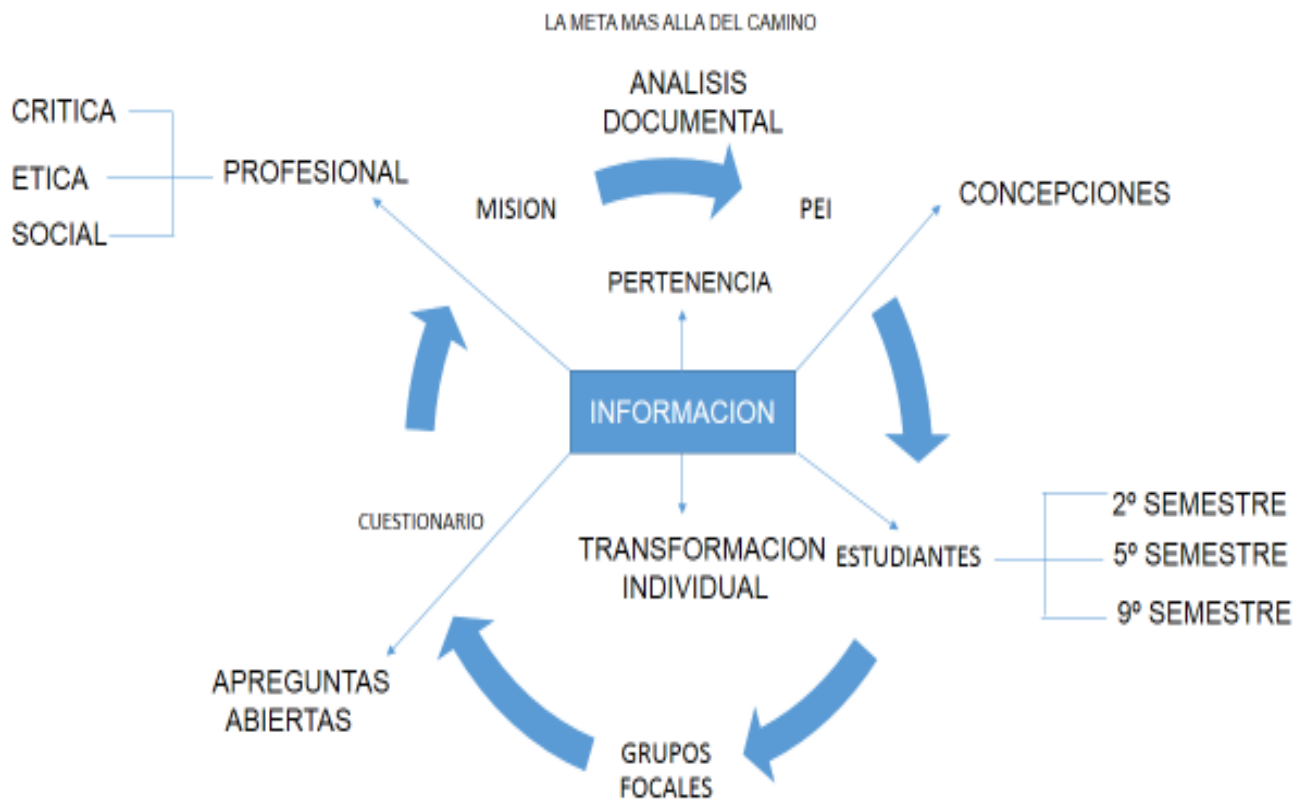 LA META MAS ALLA DEL CAMINO
ANALISIS
DOCUMENTAL
CRITICA
ETICA
SOCIAL
PROFESIONAL
MISION
PEI
CONCEPCIONES
PERTENENCIA
INFORMACION
CUESTIONARIO
TRANSFORMACION
INDIVIDUAL
ESTUDIANTES
2º SEMESTRE
5º SEMESTRE
9º SEMESTRE
APREGUNTAS
ABIERTAS
GRUPOS
FOCALES